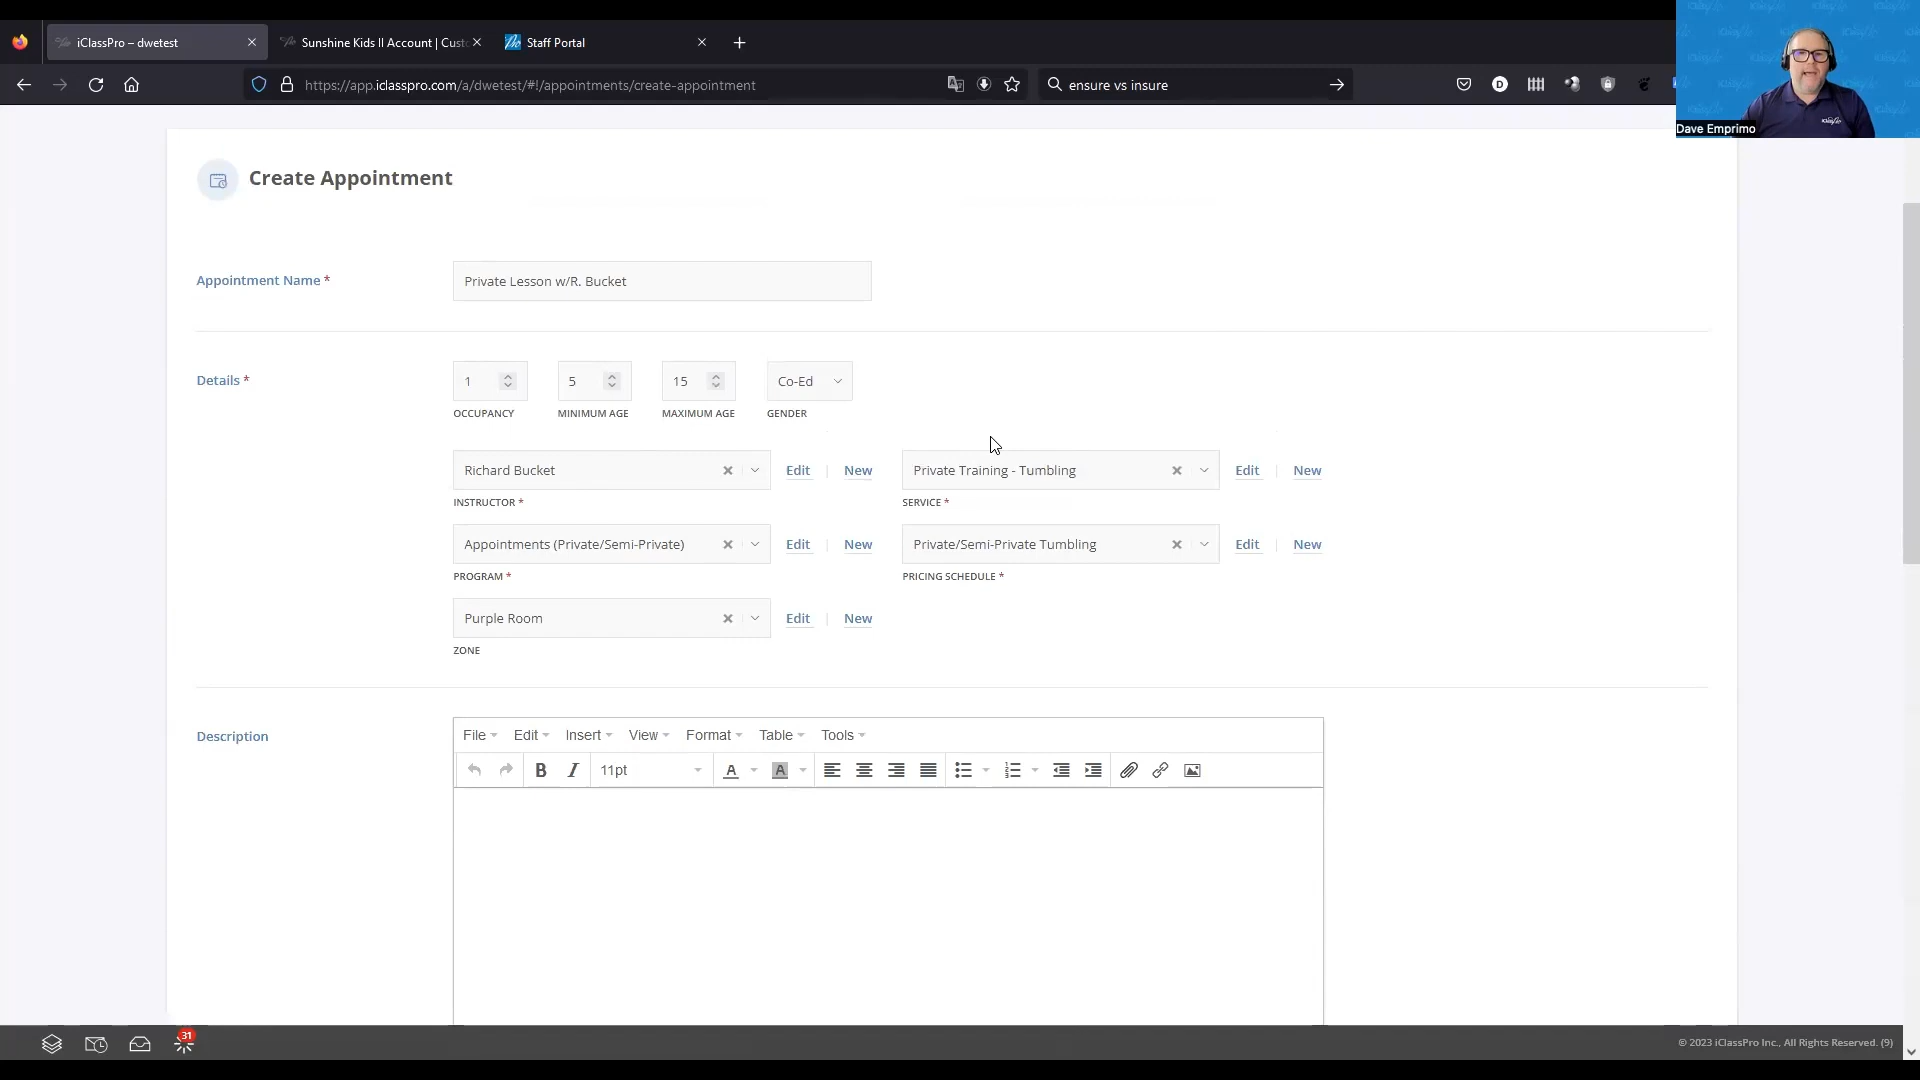 iClassPro – dwetest
Sunshine Kids II Account | Custo
Staff Portal
https://app.iclasspro.com/a/dwetest/#!/appointments/create-appointment
ensure vs insure
Dave Emprimo
Create Appointment
Appointment Name *
Private Lesson w/R. Bucket
Details *
1
5
15
Co-Ed
OCCUPANCY
MINIMUM AGE
MAXIMUM AGE
GENDER
Richard Bucket
Edit | New
Private Training - Tumbling
Edit | New
INSTRUCTOR *
SERVICE *
Appointments (Private/Semi-Private)
Edit | New
Private/Semi-Private Tumbling
Edit | New
PROGRAM *
PRICING SCHEDULE *
Purple Room
Edit | New
ZONE
Description
File Edit Insert View Format Table Tools
B I 11pt A A
31
© 2023 iClassPro Inc., All Rights Reserved. (9)